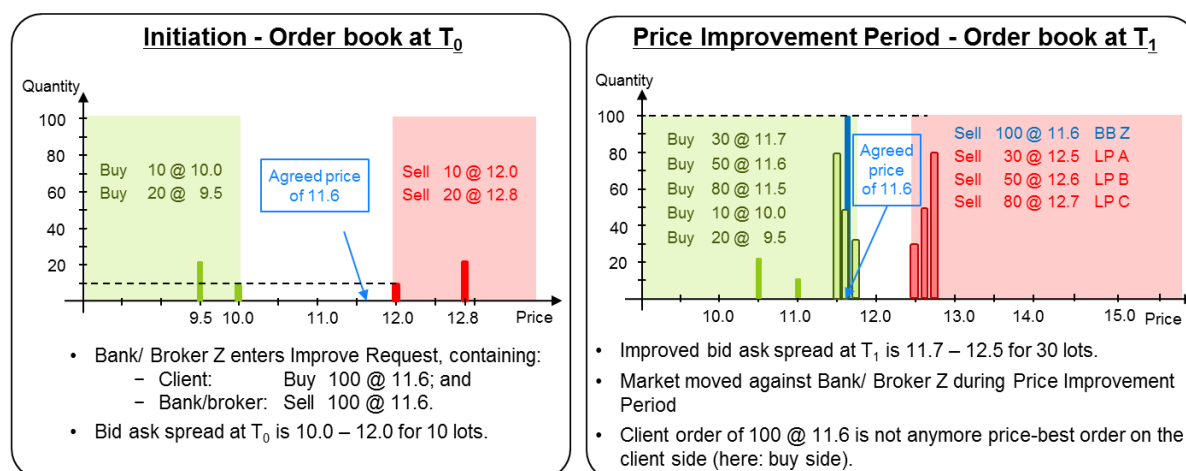 Initiation - Order book at T0
Quantity
100
80
60
40
20
Buy 10 @ 10.0
Buy 20 @ 9.5
Agreed price
of 11.6
Sell 10 @ 12.0
Sell 20 @ 12.8
9.5 10.0 11.0 12.0 12.8 Price
• Bank/ Broker Z enters Improve Request, containing:
− Client: Buy 100 @ 11.6; and
− Bank/broker: Sell 100 @ 11.6.
• Bid ask spread at T0 is 10.0 – 12.0 for 10 lots.
Price Improvement Period - Order book at T1
Quantity
100
80
60
40
20
Buy 30 @ 11.7
Buy 50 @ 11.6
Buy 80 @ 11.5
Buy 10 @ 10.0
Buy 20 @ 9.5
Agreed
price
of 11.6
Sell 100 @ 11.6 BB Z
Sell 30 @ 12.5 LP A
Sell 50 @ 12.6 LP B
Sell 80 @ 12.7 LP C
10.0 11.0 12.0 13.0 14.0 15.0 Price
• Improved bid ask spread at T1 is 11.7 – 12.5 for 30 lots.
• Market moved against Bank/ Broker Z during Price Improvement
Period
• Client order of 100 @ 11.6 is not anymore price-best order on the
client side (here: buy side).